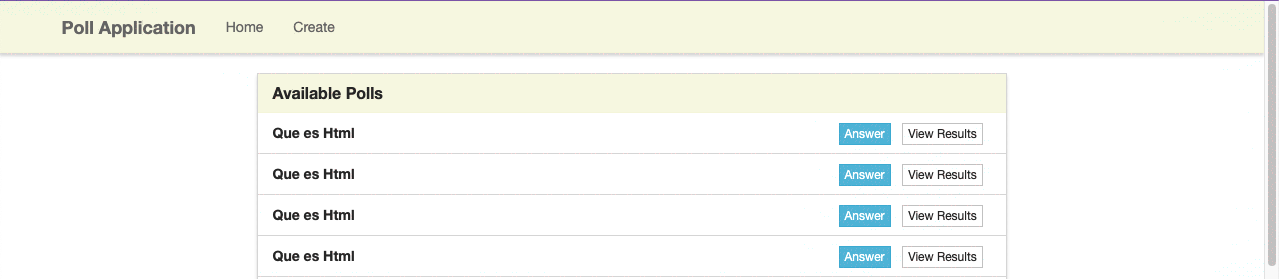 Poll Application Home Create
Available Polls
Que es Html Answer View Results
Que es Html Answer View Results
Que es Html Answer View Results
Que es Html Answer View Results